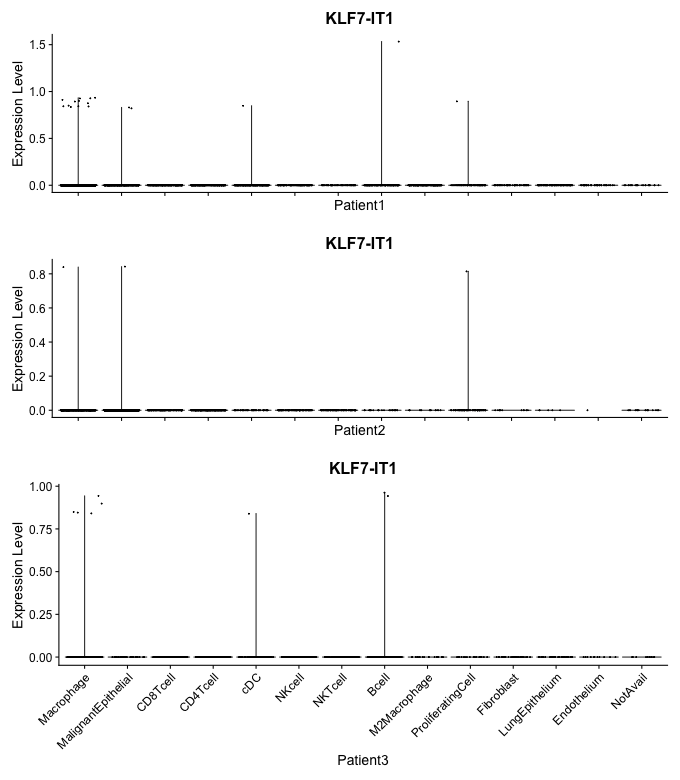 KLF7-IT1
Expression Level
1.5
1.0
0.5
0.0
Patient1
KLF7-IT1
Expression Level
0.8
0.6
0.4
0.2
0.0
Patient2
KLF7-IT1
Expression Level
1.00
0.75
0.50
0.25
0.00
Macrophage
MalignantEpithelial
CD8Tcell
CD4Tcell
cDC
NKcell
NKTcell
Bcell
M2Macrophage
ProliferatingCell
Fibroblast
LungEpithelium
Endothelium
NotAvail
Patient3